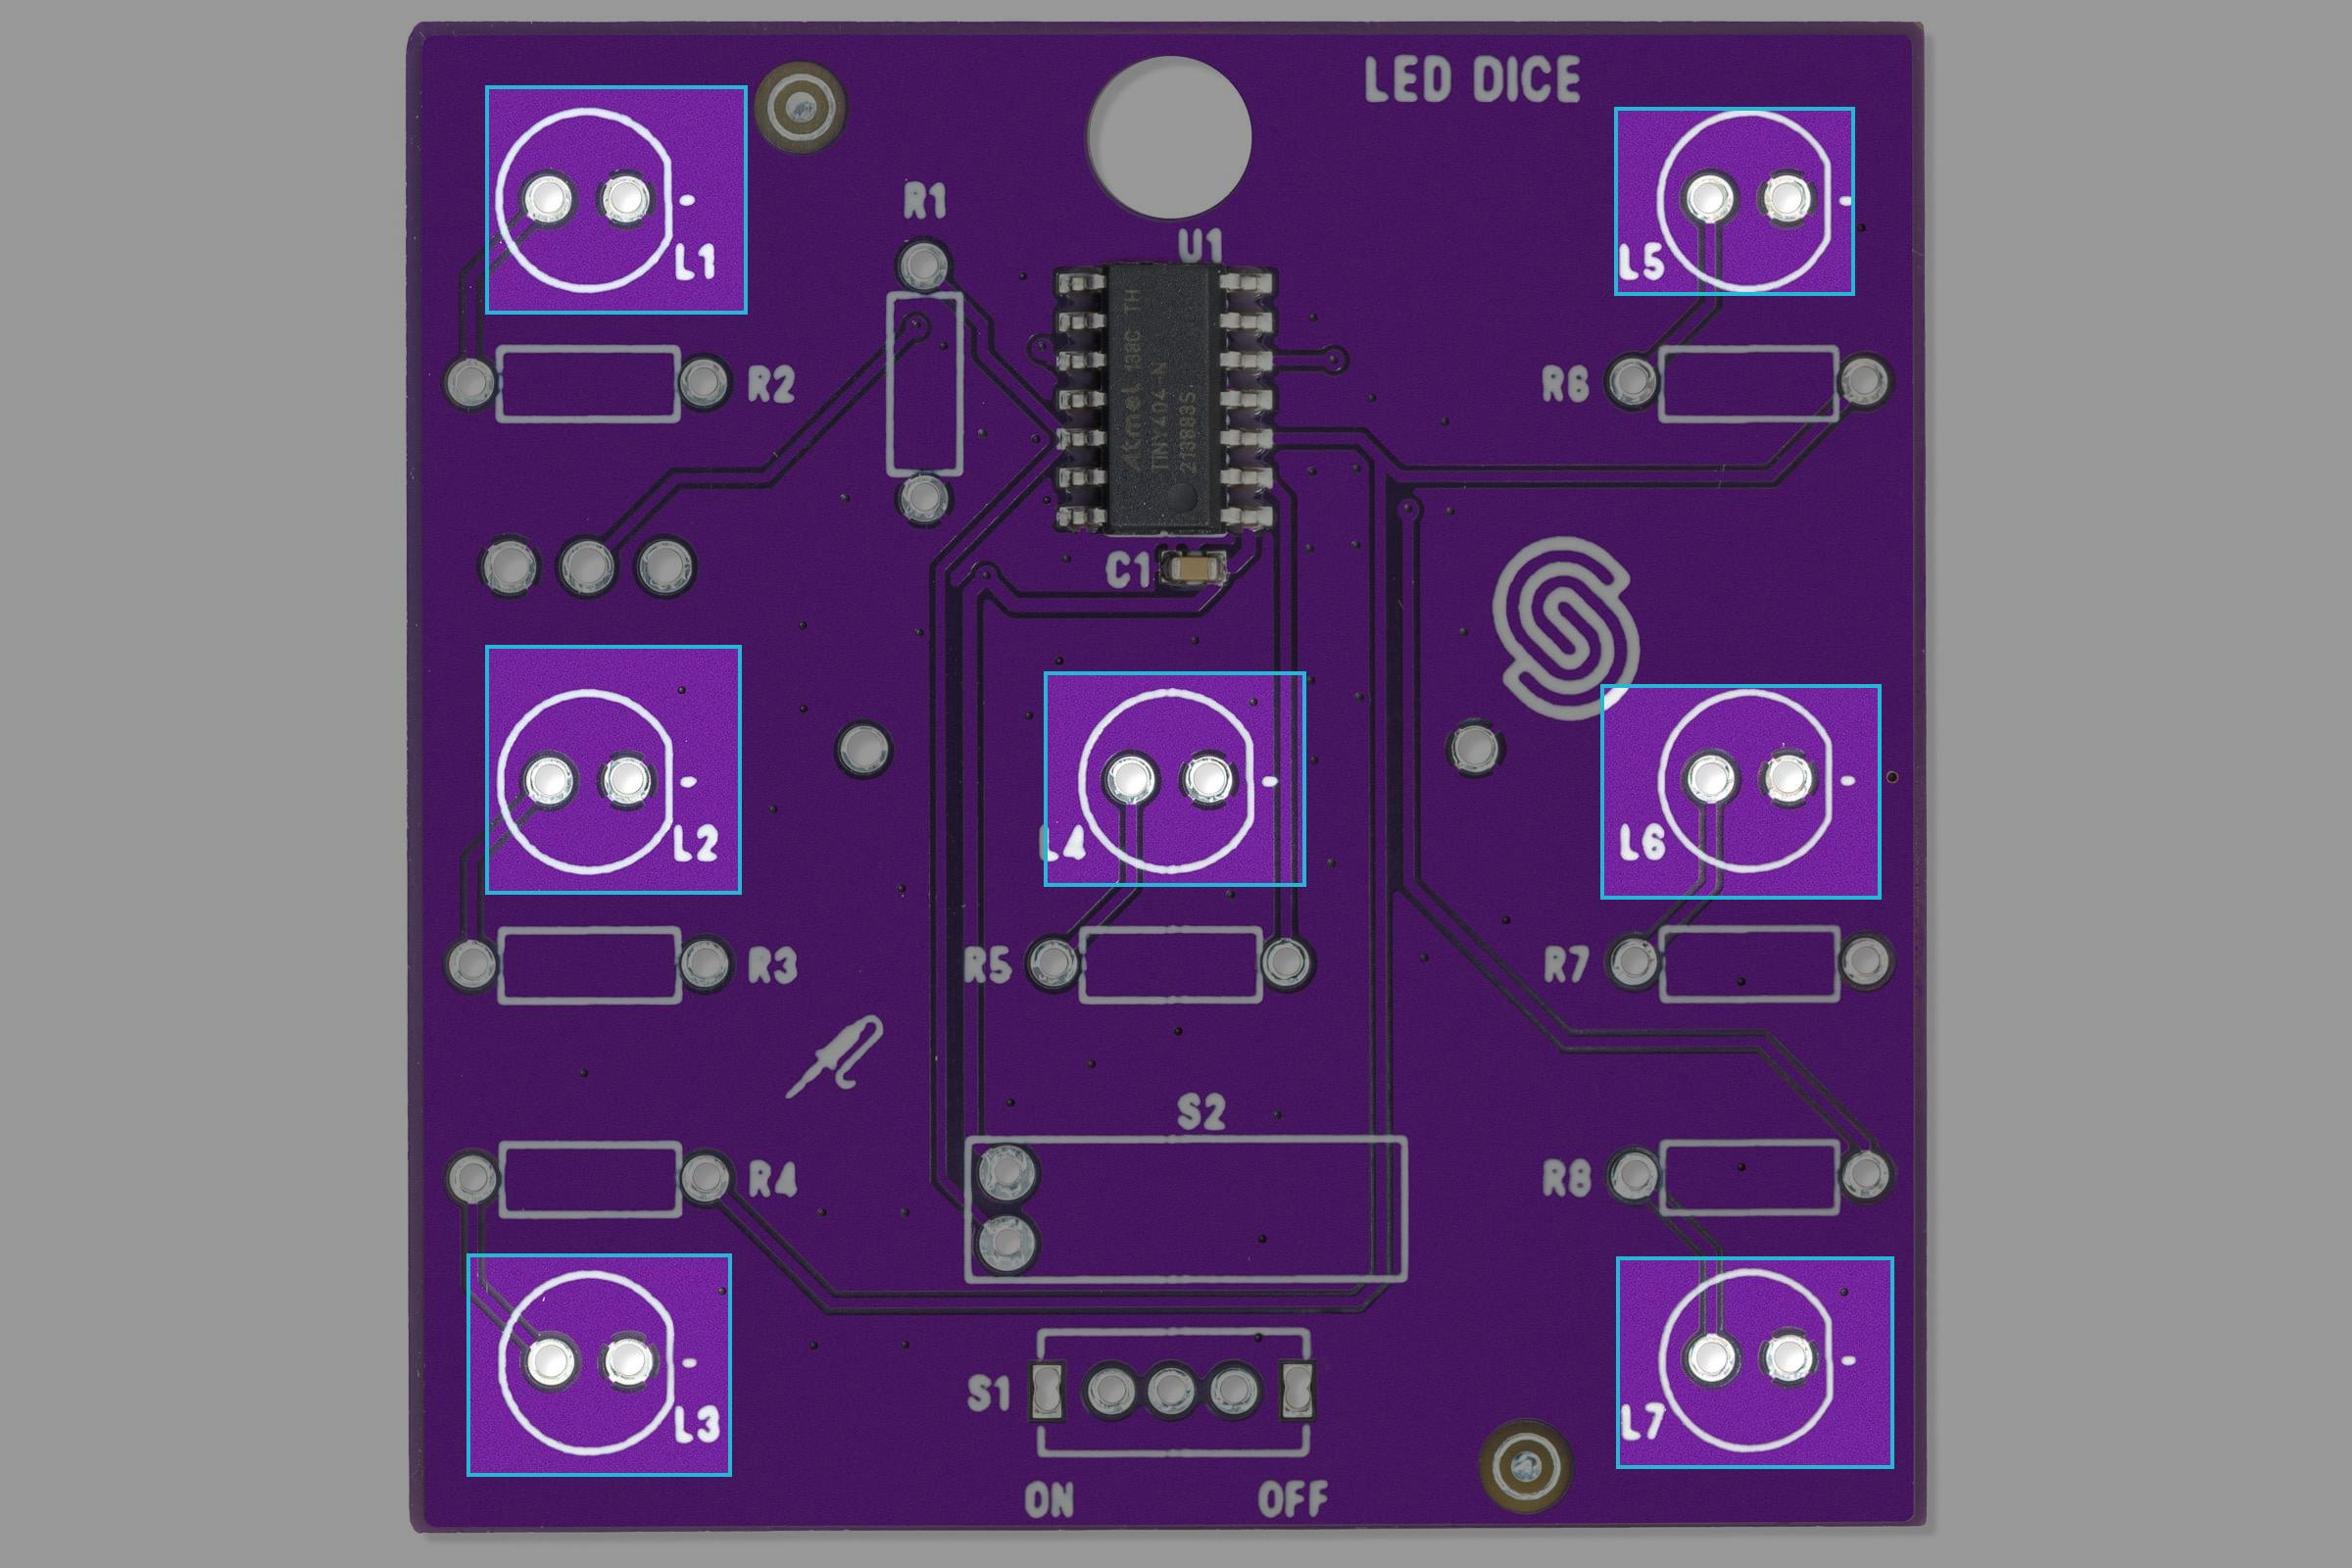 LED DICE
L1
R1
U1
L5
R2
R6
Atmel 138C TH
TINY404-N
213883S
C1
L2
L4
L6
R3
R5
R7
S2
R4
R8
L3
S1
L7
ON OFF